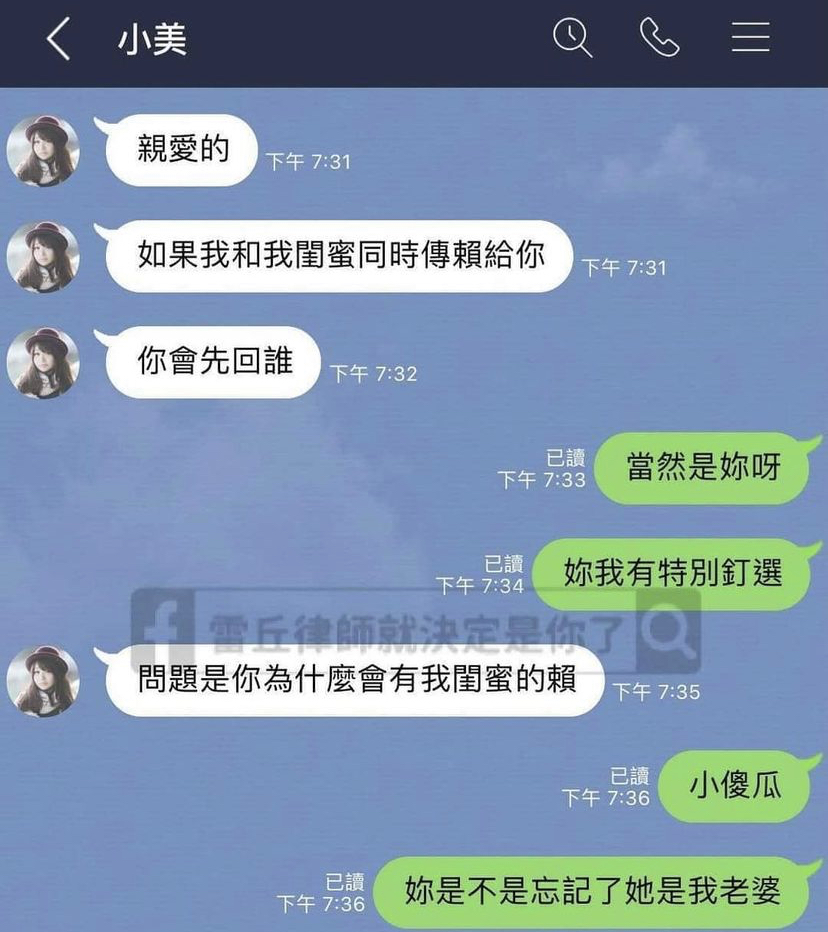 小美
親愛的
下午 7:31
如果我和我閨蜜同時傳賴給你
下午 7:31
你會先回誰
下午 7:32
已讀
下午 7:33
當然是妳呀
已讀
下午 7:34
妳我有特別釘選
f 雷丘律師就決定是你了
問題是你為什麼會有我閨蜜的賴
下午 7:35
已讀
下午 7:36
小傻瓜
已讀
下午 7:36
妳是不是忘記了她是我老婆